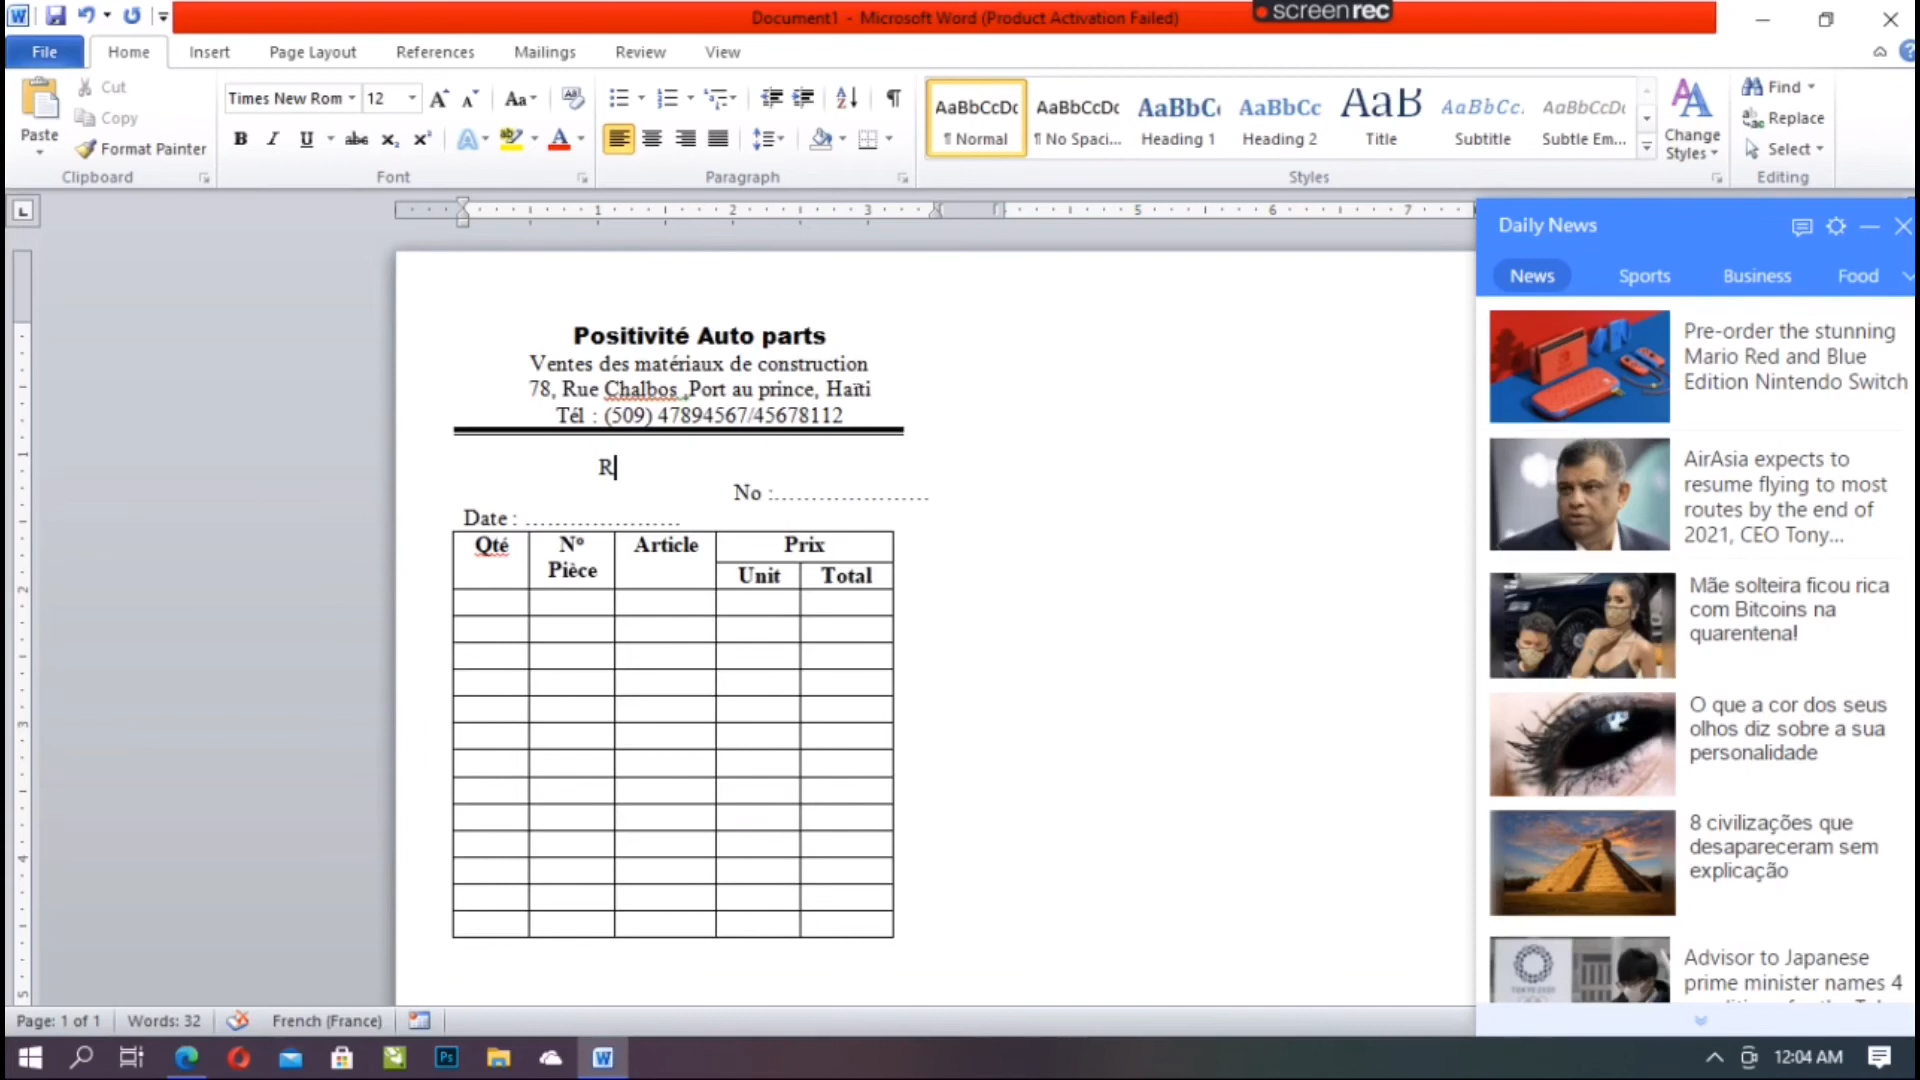 Document1 - Microsoft Word (Product Activation Failed)
screenrec
File Home Insert Page Layout References Mailings Review View
Paste
Cut
Copy
Format Painter
Clipboard
Times New Rom 12
Font
Paragraph
AaBbCcDc AaBbCcDc AaBbC AaBbCc AaB AaBbCc. AaBbCcDc
¶ Normal ¶ No Spaci... Heading 1 Heading 2 Title Subtitle Subtle Em...
Styles
Change Styles
Find
Replace
Select
Editing
1 2 3 5 6 7
Positivité Auto parts
Ventes des matériaux de construction
78, Rue Chalbos ,Port au prince, Haïti
Tél : (509) 47894567/45678112
R
No :.....................
Date : .....................
Qté N° Pièce Article Prix
Unit Total
Daily News
News Sports Business Food
Pre-order the stunning
Mario Red and Blue
Edition Nintendo Switch
AirAsia expects to
resume flying to most
routes by the end of
2021, CEO Tony...
Mãe solteira ficou rica
com Bitcoins na
quarentena!
O que a cor dos seus
olhos diz sobre a sua
personalidade
8 civilizações que
desapareceram sem
explicação
Advisor to Japanese
prime minister names 4
Page: 1 of 1 Words: 32 French (France)
12:04 AM